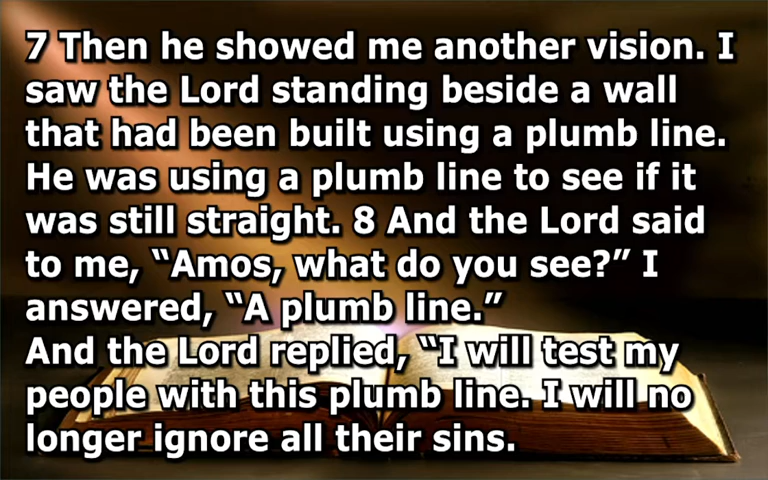 7 Then he showed me another vision. I
saw the Lord standing beside a wall
that had been built using a plumb line.
He was using a plumb line to see if it
was still straight. 8 And the Lord said
to me, “Amos, what do you see?” I
answered, “A plumb line.”
And the Lord replied, “I will test my
people with this plumb line. I will no
longer ignore all their sins.